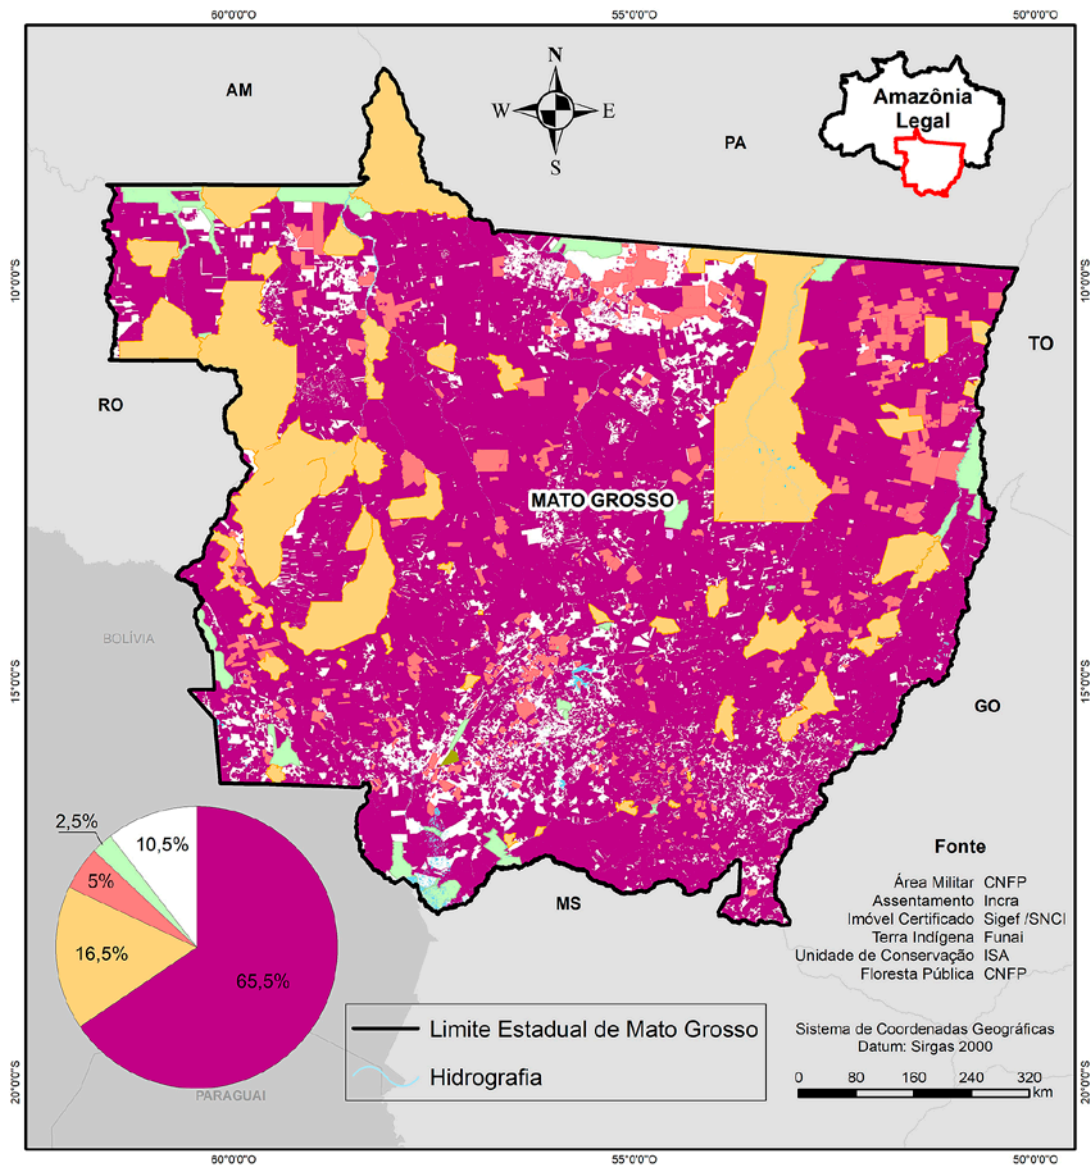 60°0'0"O
55°0'0"O
50°0'0"O
AM
N
W
E
S
PA
Amazônia
Legal
10°0'0"S
10°0'0"S
TO
RO
MATO GROSSO
BOLÍVIA
15°0'0"S
15°0'0"S
GO
2,5%
10,5%
5%
16,5%
65,5%
MS
Fonte
Área Militar CNFP
Assentamento Incra
Imóvel Certificado Sigef /SNCI
Terra Indígena Funai
Unidade de Conservação ISA
Floresta Pública CNFP
Limite Estadual de Mato Grosso
Hidrografia
Sistema de Coordenadas Geográficas
Datum: Sirgas 2000
0 80 160 240 320
km
PARAGUAI
20°0'0"S
20°0'0"S
60°0'0"O
55°0'0"O
50°0'0"O